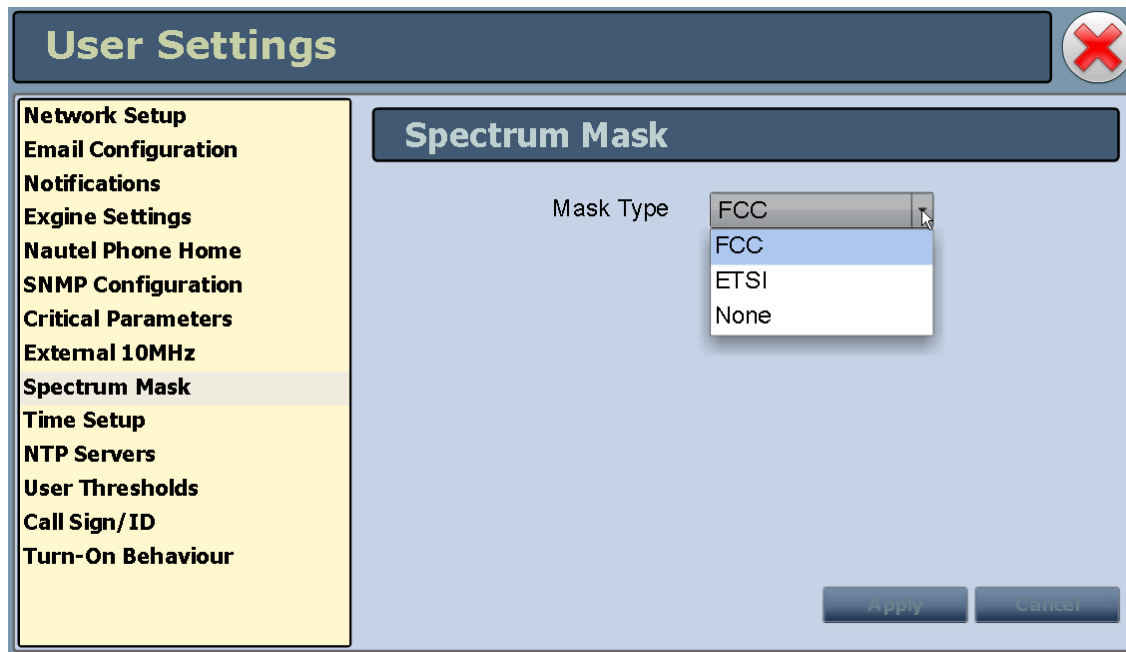 User Settings
Network Setup
Email Configuration
Notifications
Exgine Settings
Nautel Phone Home
SNMP Configuration
Critical Parameters
External 10MHz
Spectrum Mask
Time Setup
NTP Servers
User Thresholds
Call Sign/ID
Turn-On Behaviour
Spectrum Mask
Mask Type
FCC
FCC
ETSI
None
Apply
Cancel